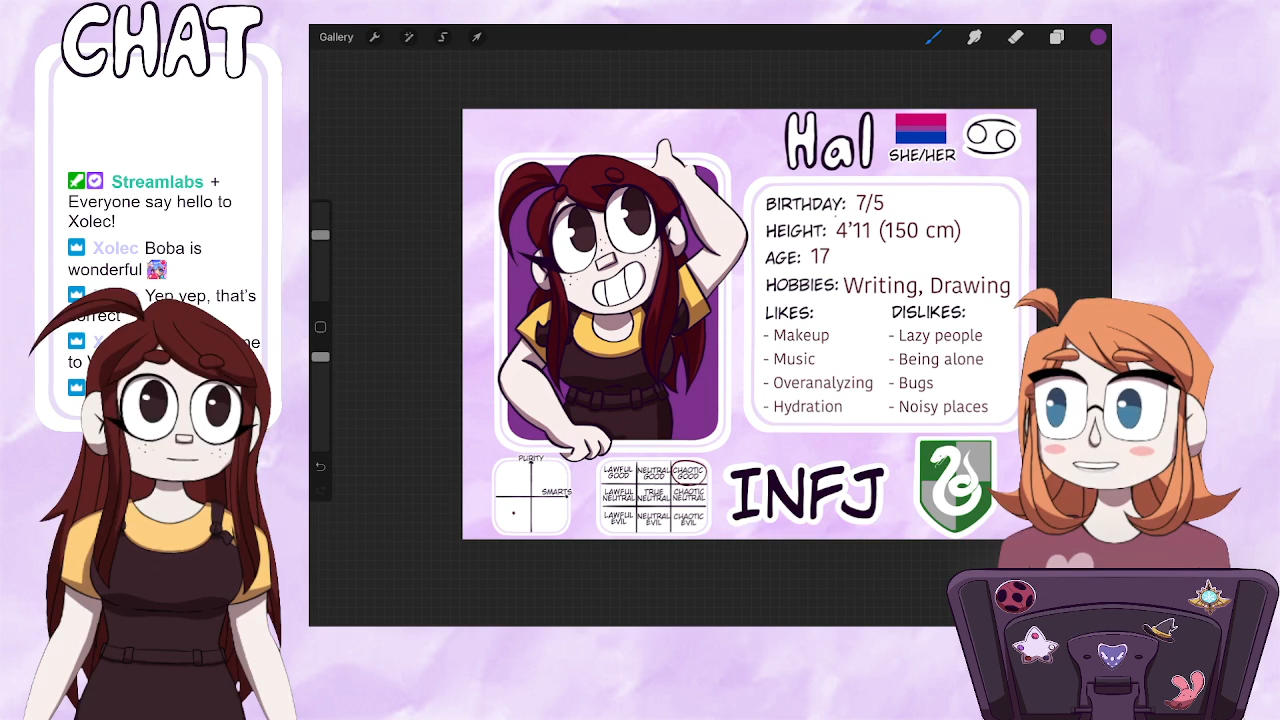 CHAT
Streamlabs +
Everyone say hello to
Xolec!
Xolec Boba is
wonderful
Yep yep, that's
Gallery
Hal
SHE/HER
BIRTHDAY: 7/5
HEIGHT: 4'11 (150 cm)
AGE: 17
HOBBIES: Writing, Drawing
LIKES:
- Makeup
- Music
- Overanalyzing
- Hydration
DISLIKES:
- Lazy people
- Being alone
- Bugs
- Noisy places
PURITY
SMARTS
LAWFUL GOOD
NEUTRAL GOOD
CHAOTIC GOOD
LAWFUL NEUTRAL
TRUE NEUTRAL
CHAOTIC NEUTRAL
LAWFUL EVIL
NEUTRAL EVIL
CHAOTIC EVIL
INFJ